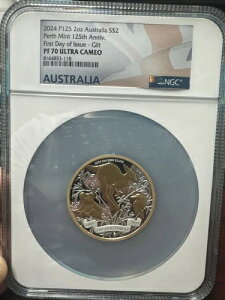 2024 P125 2oz Australia S$2
Perth Mint 125th Anniv.
First Day of Issue - Gilt
PF 70 ULTRA CAMEO
8164853-118
NGC
AUSTRALIA